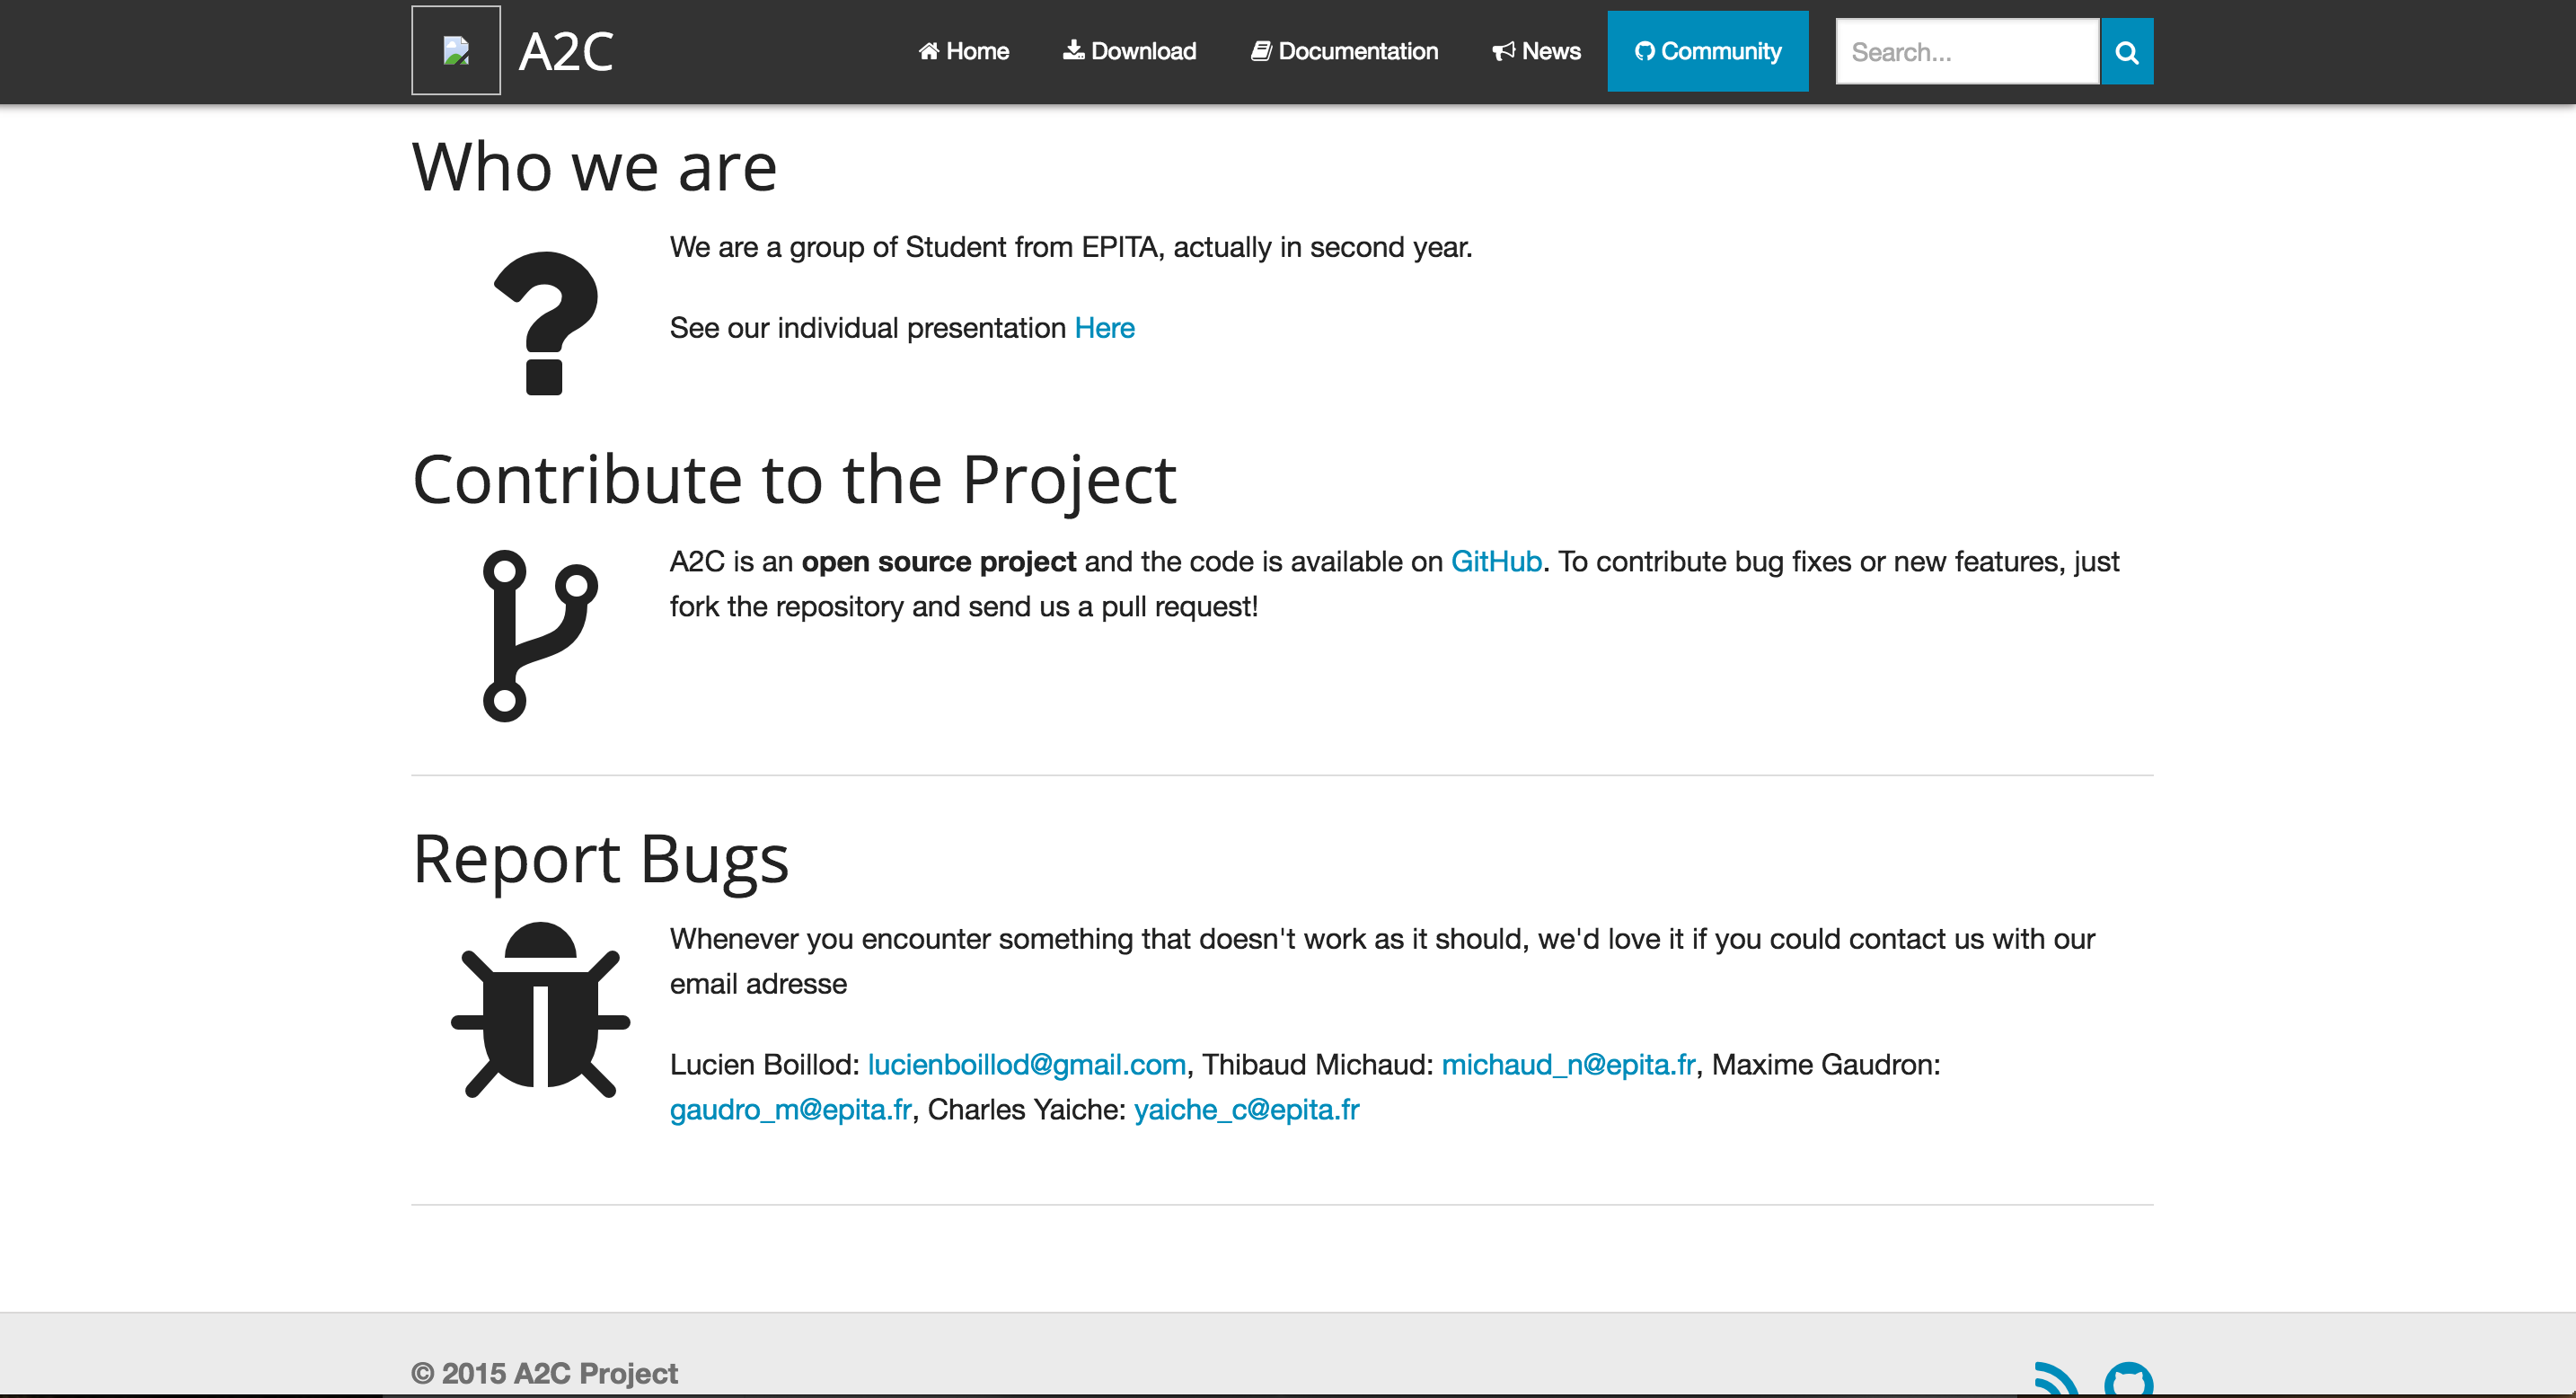 A2C
Home
Download
Documentation
News
Community
Search...
Who we are
We are a group of Student from EPITA, actually in second year.
See our individual presentation Here
Contribute to the Project
A2C is an open source project and the code is available on GitHub. To contribute bug fixes or new features, just
fork the repository and send us a pull request!
Report Bugs
Whenever you encounter something that doesn't work as it should, we'd love it if you could contact us with our
email adresse
Lucien Boillod: lucienboillod@gmail.com, Thibaud Michaud: michaud_n@epita.fr, Maxime Gaudron:
gaudro_m@epita.fr, Charles Yaiche: yaiche_c@epita.fr
© 2015 A2C Project